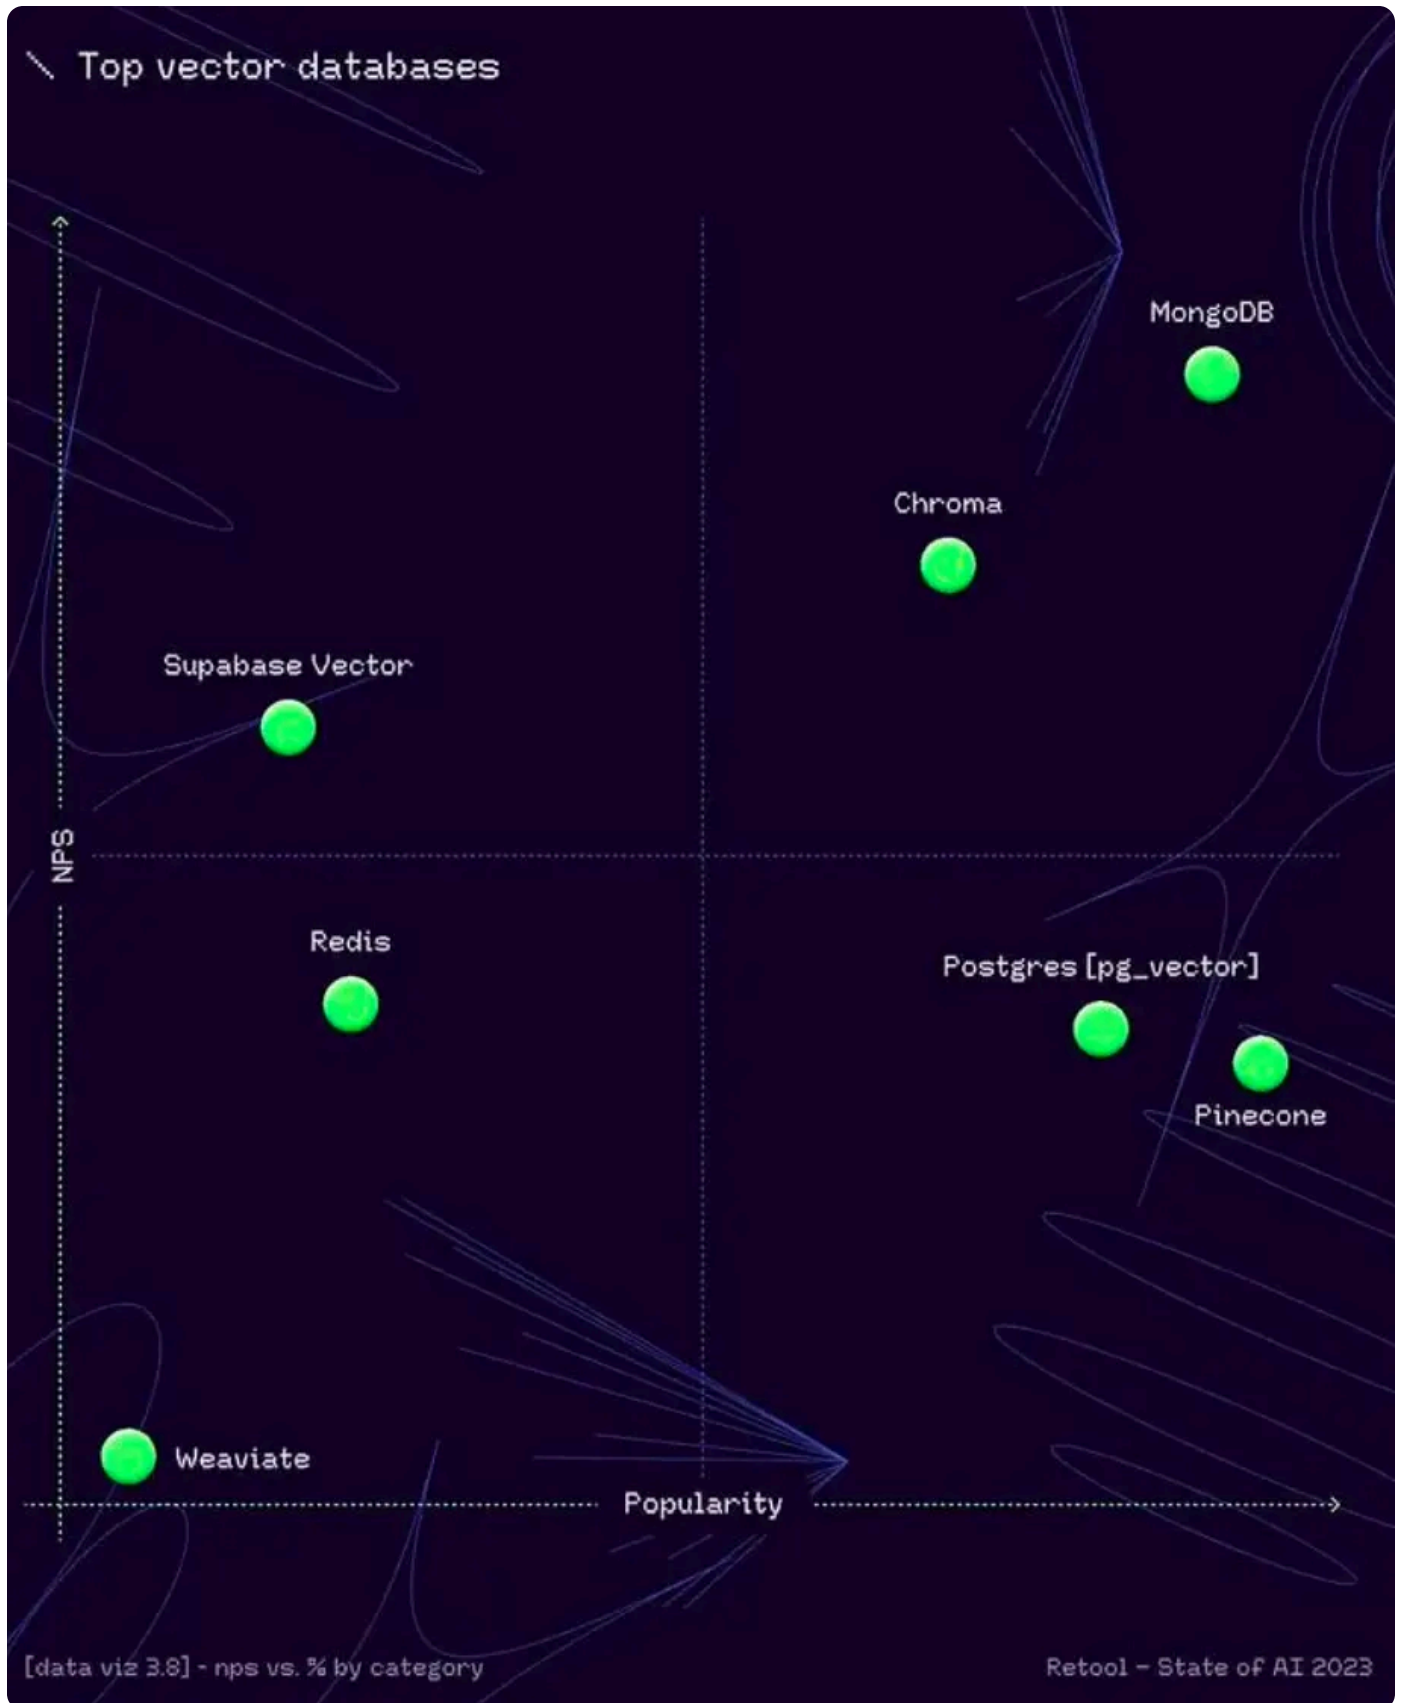 Top vector databases
MongoDB
Chroma
Supabase Vector
NPS
Redis
Postgres [pg_vector]
Pinecone
Weaviate
Popularity
[data viz 3.8] - nps vs. % by category
Retool – State of AI 2023